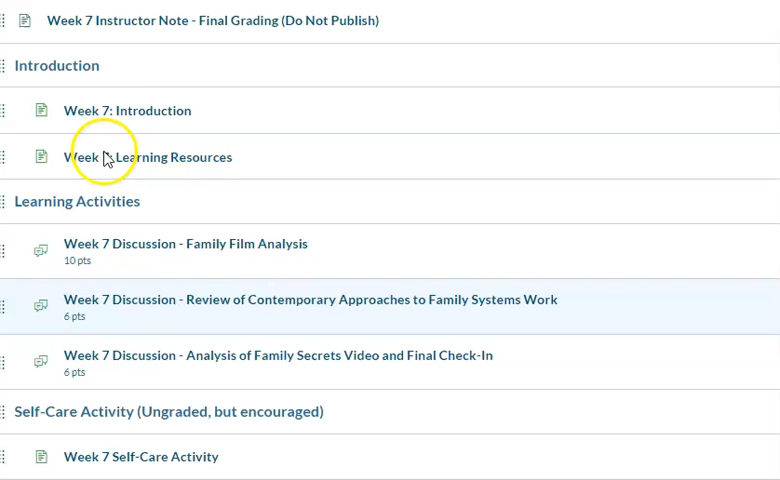 Week 7 Instructor Note - Final Grading (Do Not Publish)
Introduction
Week 7: Introduction
Week Learning Resources
Learning Activities
Week 7 Discussion - Family Film Analysis
10 pts
Week 7 Discussion - Review of Contemporary Approaches to Family Systems Work
6 pts
Week 7 Discussion - Analysis of Family Secrets Video and Final Check-In
6 pts
Self-Care Activity (Ungraded, but encouraged)
Week 7 Self-Care Activity